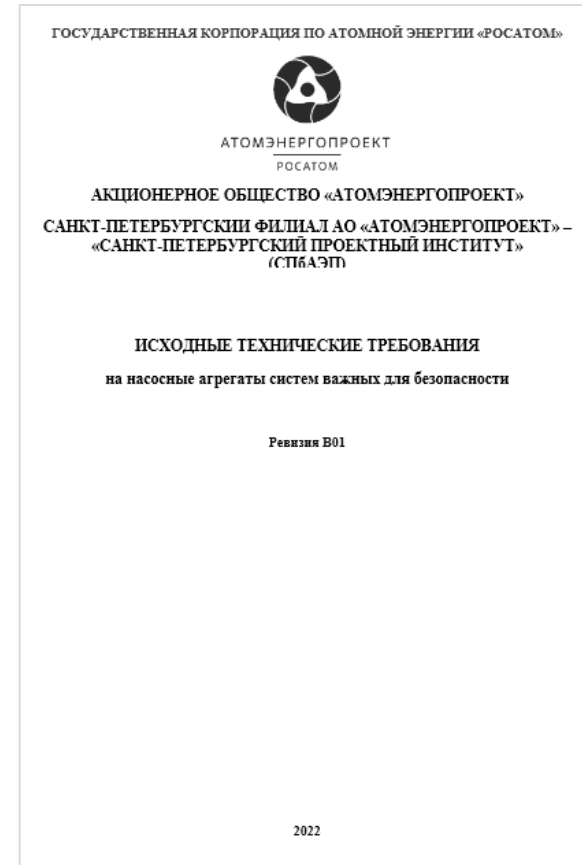 ГОСУДАРСТВЕННАЯ КОРПОРАЦИЯ ПО АТОМНОЙ ЭНЕРГИИ «РОСАТОМ»
АТОМЭНЕРГОПРОЕКТ
РОСАТОМ
АКЦИОНЕРНОЕ ОБЩЕСТВО «АТОМЭНЕРГОПРОЕКТ»
САНКТ-ПЕТЕРБУРГСКИИ ФИЛИАЛ АО «АТОМЭНЕРГОПРОЕКТ» –
«САНКТ-ПЕТЕРБУРГСКИЙ ПРОЕКТНЫЙ ИНСТИТУТ»
(СПбАЭП)
ИСХОДНЫЕ ТЕХНИЧЕСКИЕ ТРЕБОВАНИЯ
на насосные агрегаты систем важных для безопасности
Ревизия В01
2022